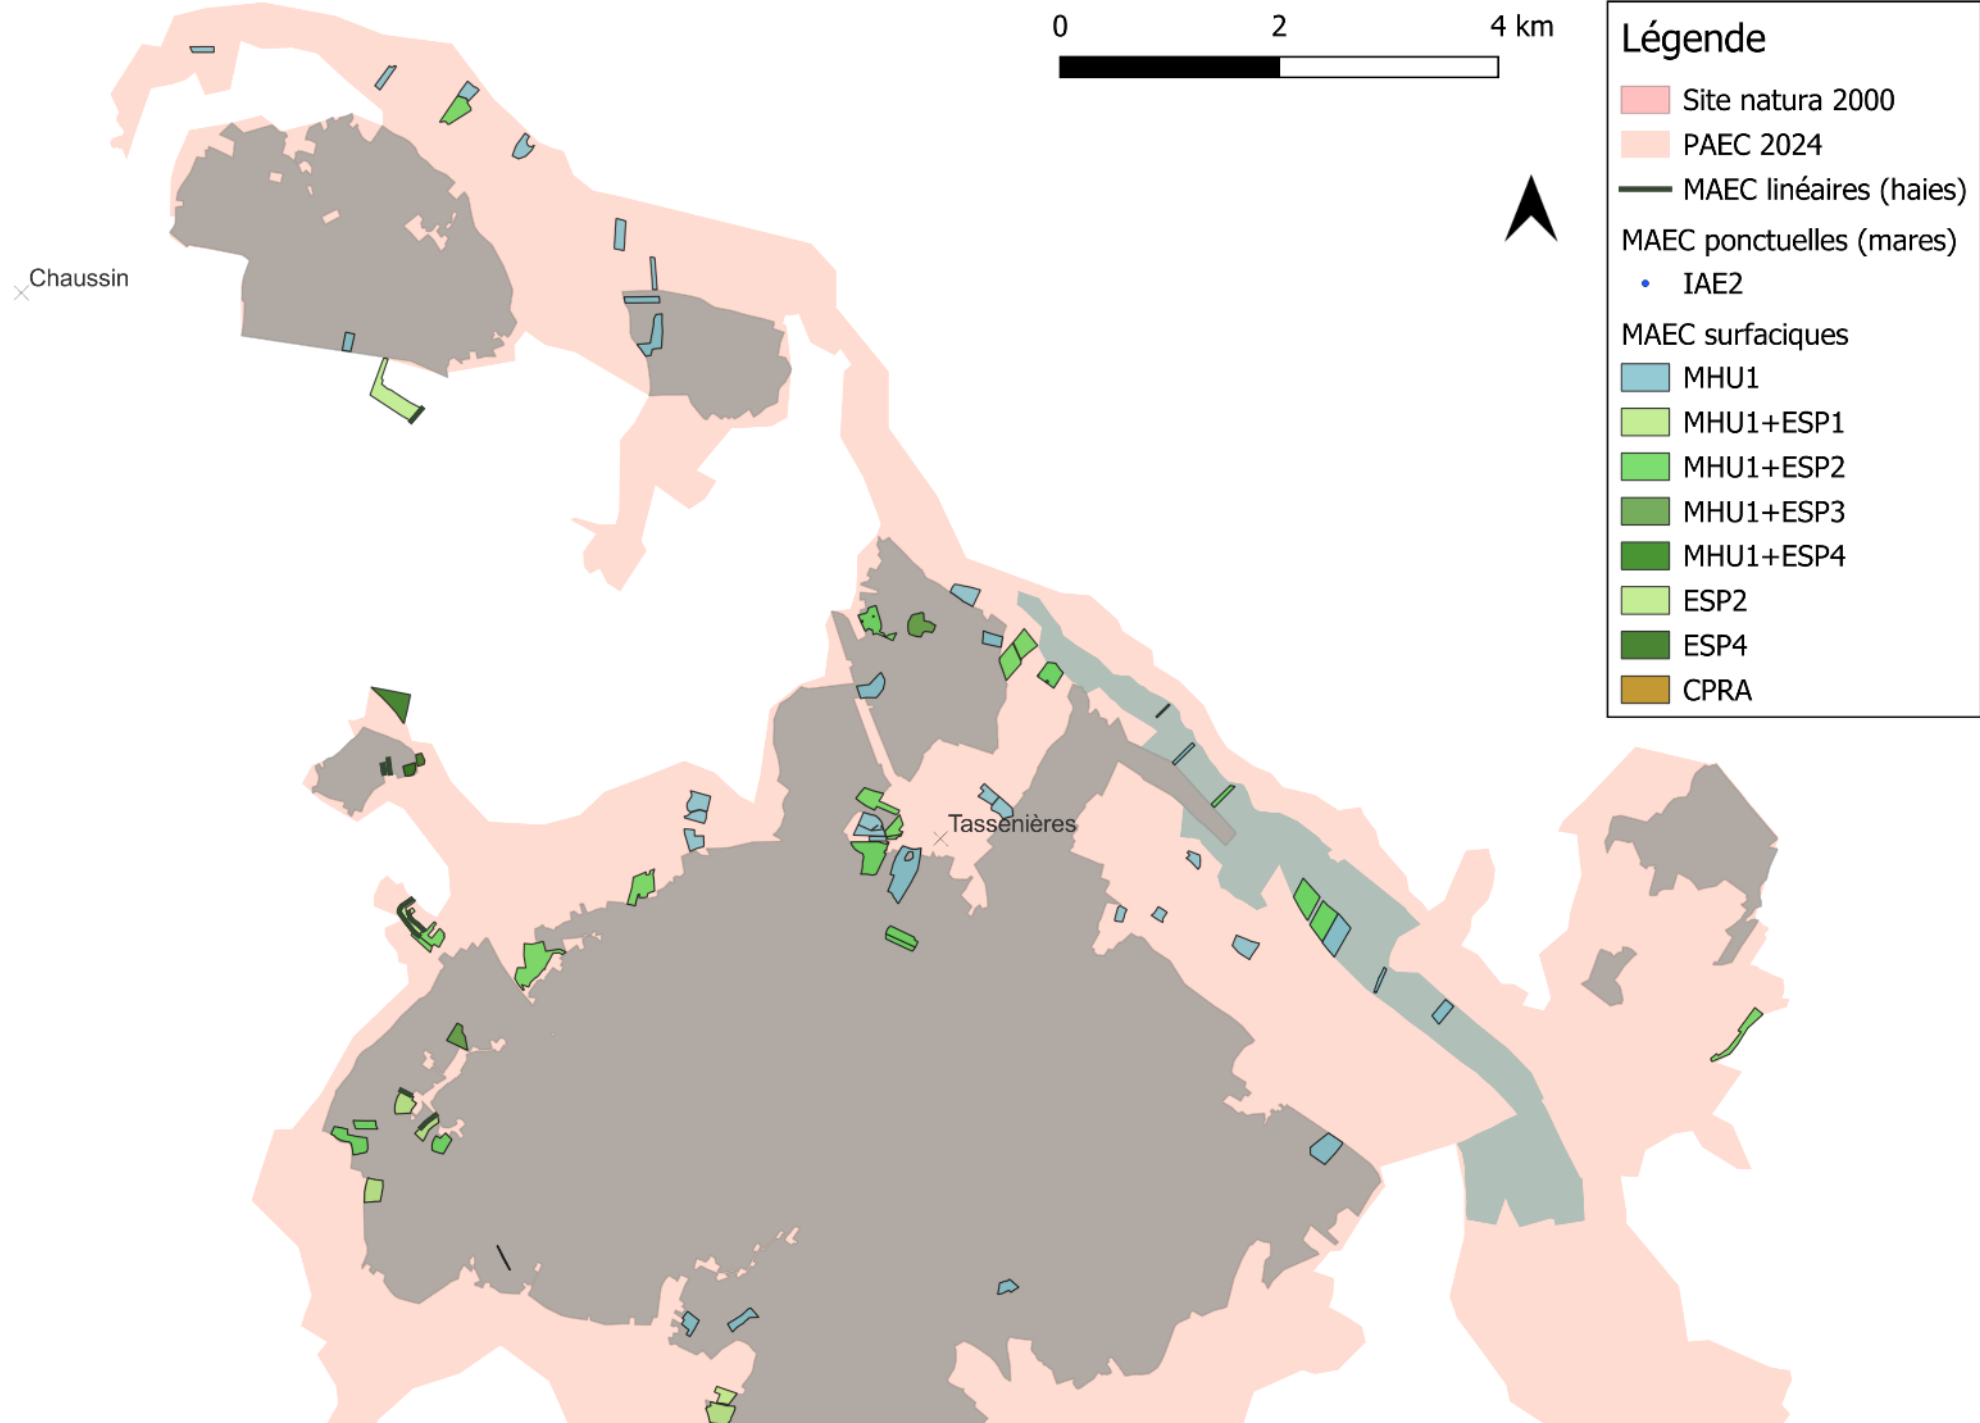 0 2 4 km
Légende
Site natura 2000
PAEC 2024
MAEC linéaires (haies)
MAEC ponctuelles (mares)
IAE2
MAEC surfaciques
MHU1
MHU1+ESP1
MHU1+ESP2
MHU1+ESP3
MHU1+ESP4
ESP2
ESP4
CPRA
Chaussin
Tassenières